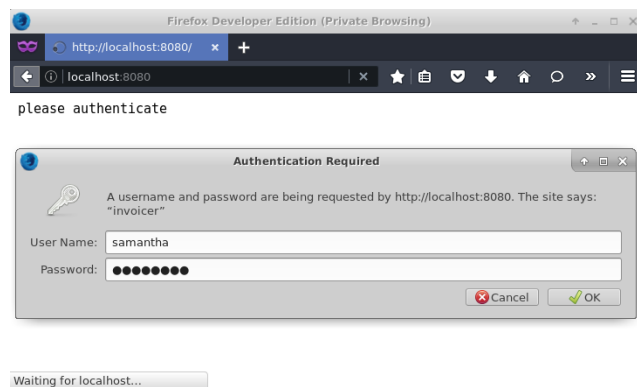 Firefox Developer Edition (Private Browsing)
http://localhost:8080/
localhost:8080
please authenticate
Authentication Required
A username and password are being requested by http://localhost:8080. The site says:
“invoicer”
User Name: samantha
Password: ●●●●●●●●
Cancel OK
Waiting for localhost...